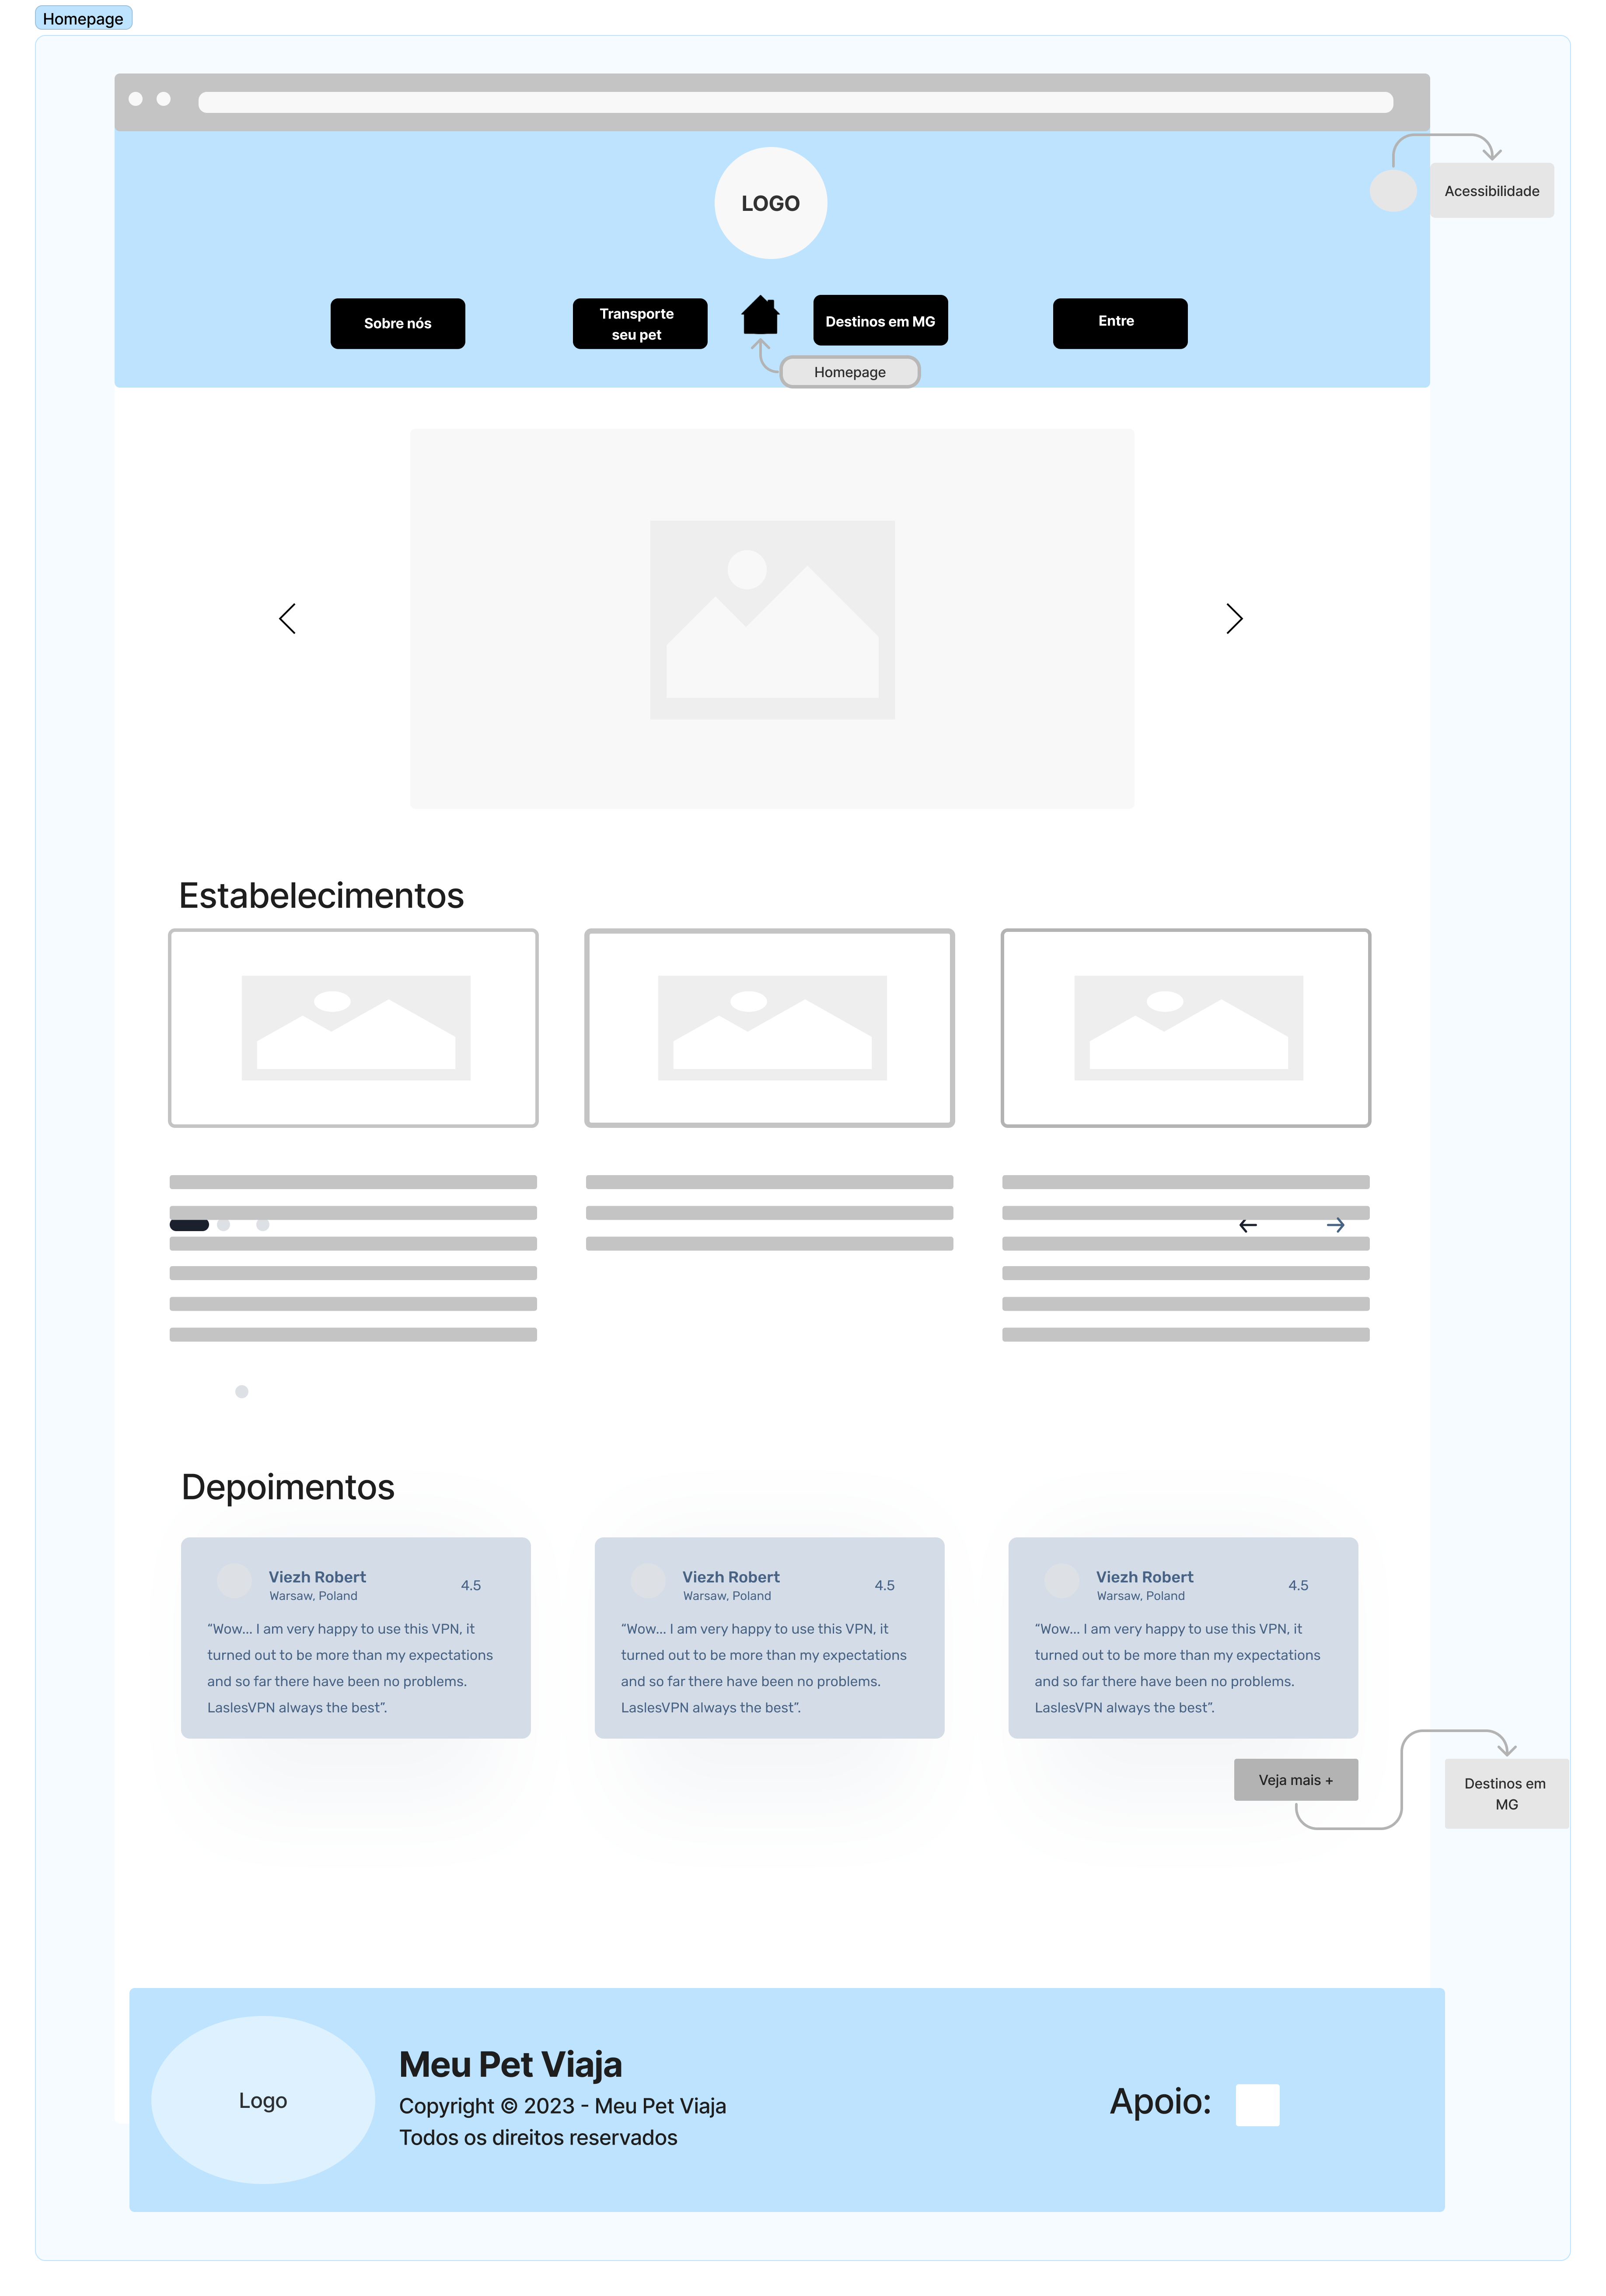 Homepage
LOGO
Acessibilidade
Sobre nós
Transporte
seu pet
Destinos em MG
Entre
Homepage
Estabelecimentos
Depoimentos
Viezh Robert
Warsaw, Poland
4.5
“Wow... I am very happy to use this VPN, it
turned out to be more than my expectations
and so far there have been no problems.
LaslesVPN always the best”.
Viezh Robert
Warsaw, Poland
4.5
“Wow... I am very happy to use this VPN, it
turned out to be more than my expectations
and so far there have been no problems.
LaslesVPN always the best”.
Viezh Robert
Warsaw, Poland
4.5
“Wow... I am very happy to use this VPN, it
turned out to be more than my expectations
and so far there have been no problems.
LaslesVPN always the best”.
Veja mais +
Destinos em
MG
Logo
Meu Pet Viaja
Copyright © 2023 - Meu Pet Viaja
Todos os direitos reservados
Apoio: